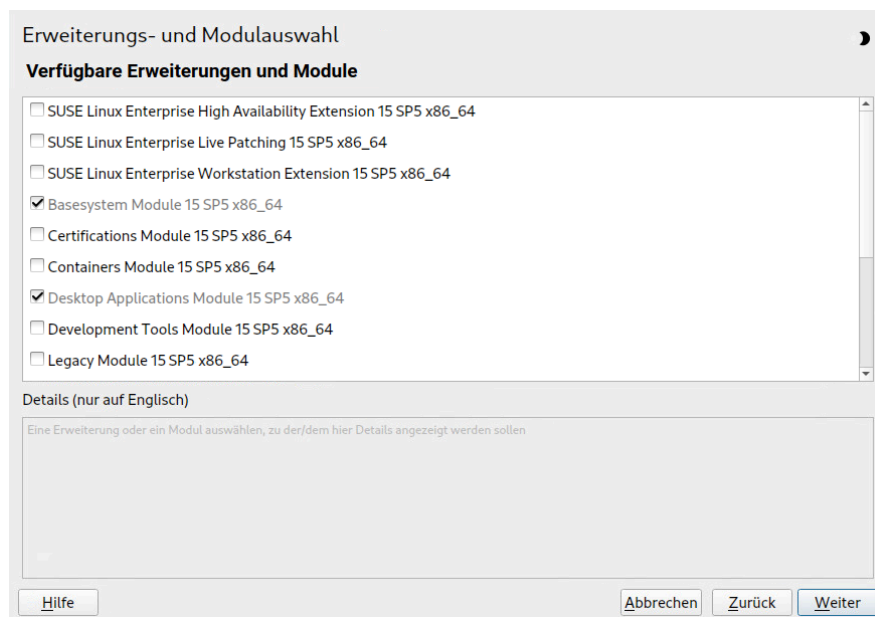 Erweiterungs- und Modulauswahl
Verfügbare Erweiterungen und Module
SUSE Linux Enterprise High Availability Extension 15 SP5 x86_64
SUSE Linux Enterprise Live Patching 15 SP5 x86_64
SUSE Linux Enterprise Workstation Extension 15 SP5 x86_64
Basesystem Module 15 SP5 x86_64
Certifications Module 15 SP5 x86_64
Containers Module 15 SP5 x86_64
Desktop Applications Module 15 SP5 x86_64
Development Tools Module 15 SP5 x86_64
Legacy Module 15 SP5 x86_64
Details (nur auf Englisch)
Eine Erweiterung oder ein Modul auswählen, zu der/dem hier Details angezeigt werden sollen
Hilfe Abbrechen Zurück Weiter